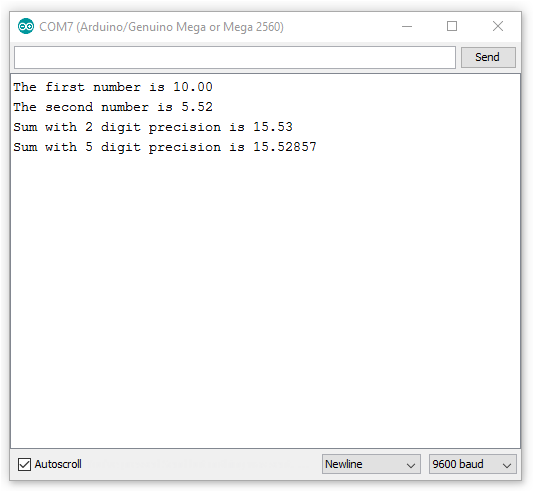 COM7 (Arduino/Genuino Mega or Mega 2560)
Send
The first number is 10.00
The second number is 5.52
Sum with 2 digit precision is 15.53
Sum with 5 digit precision is 15.52857
Autoscroll
Newline
9600 baud